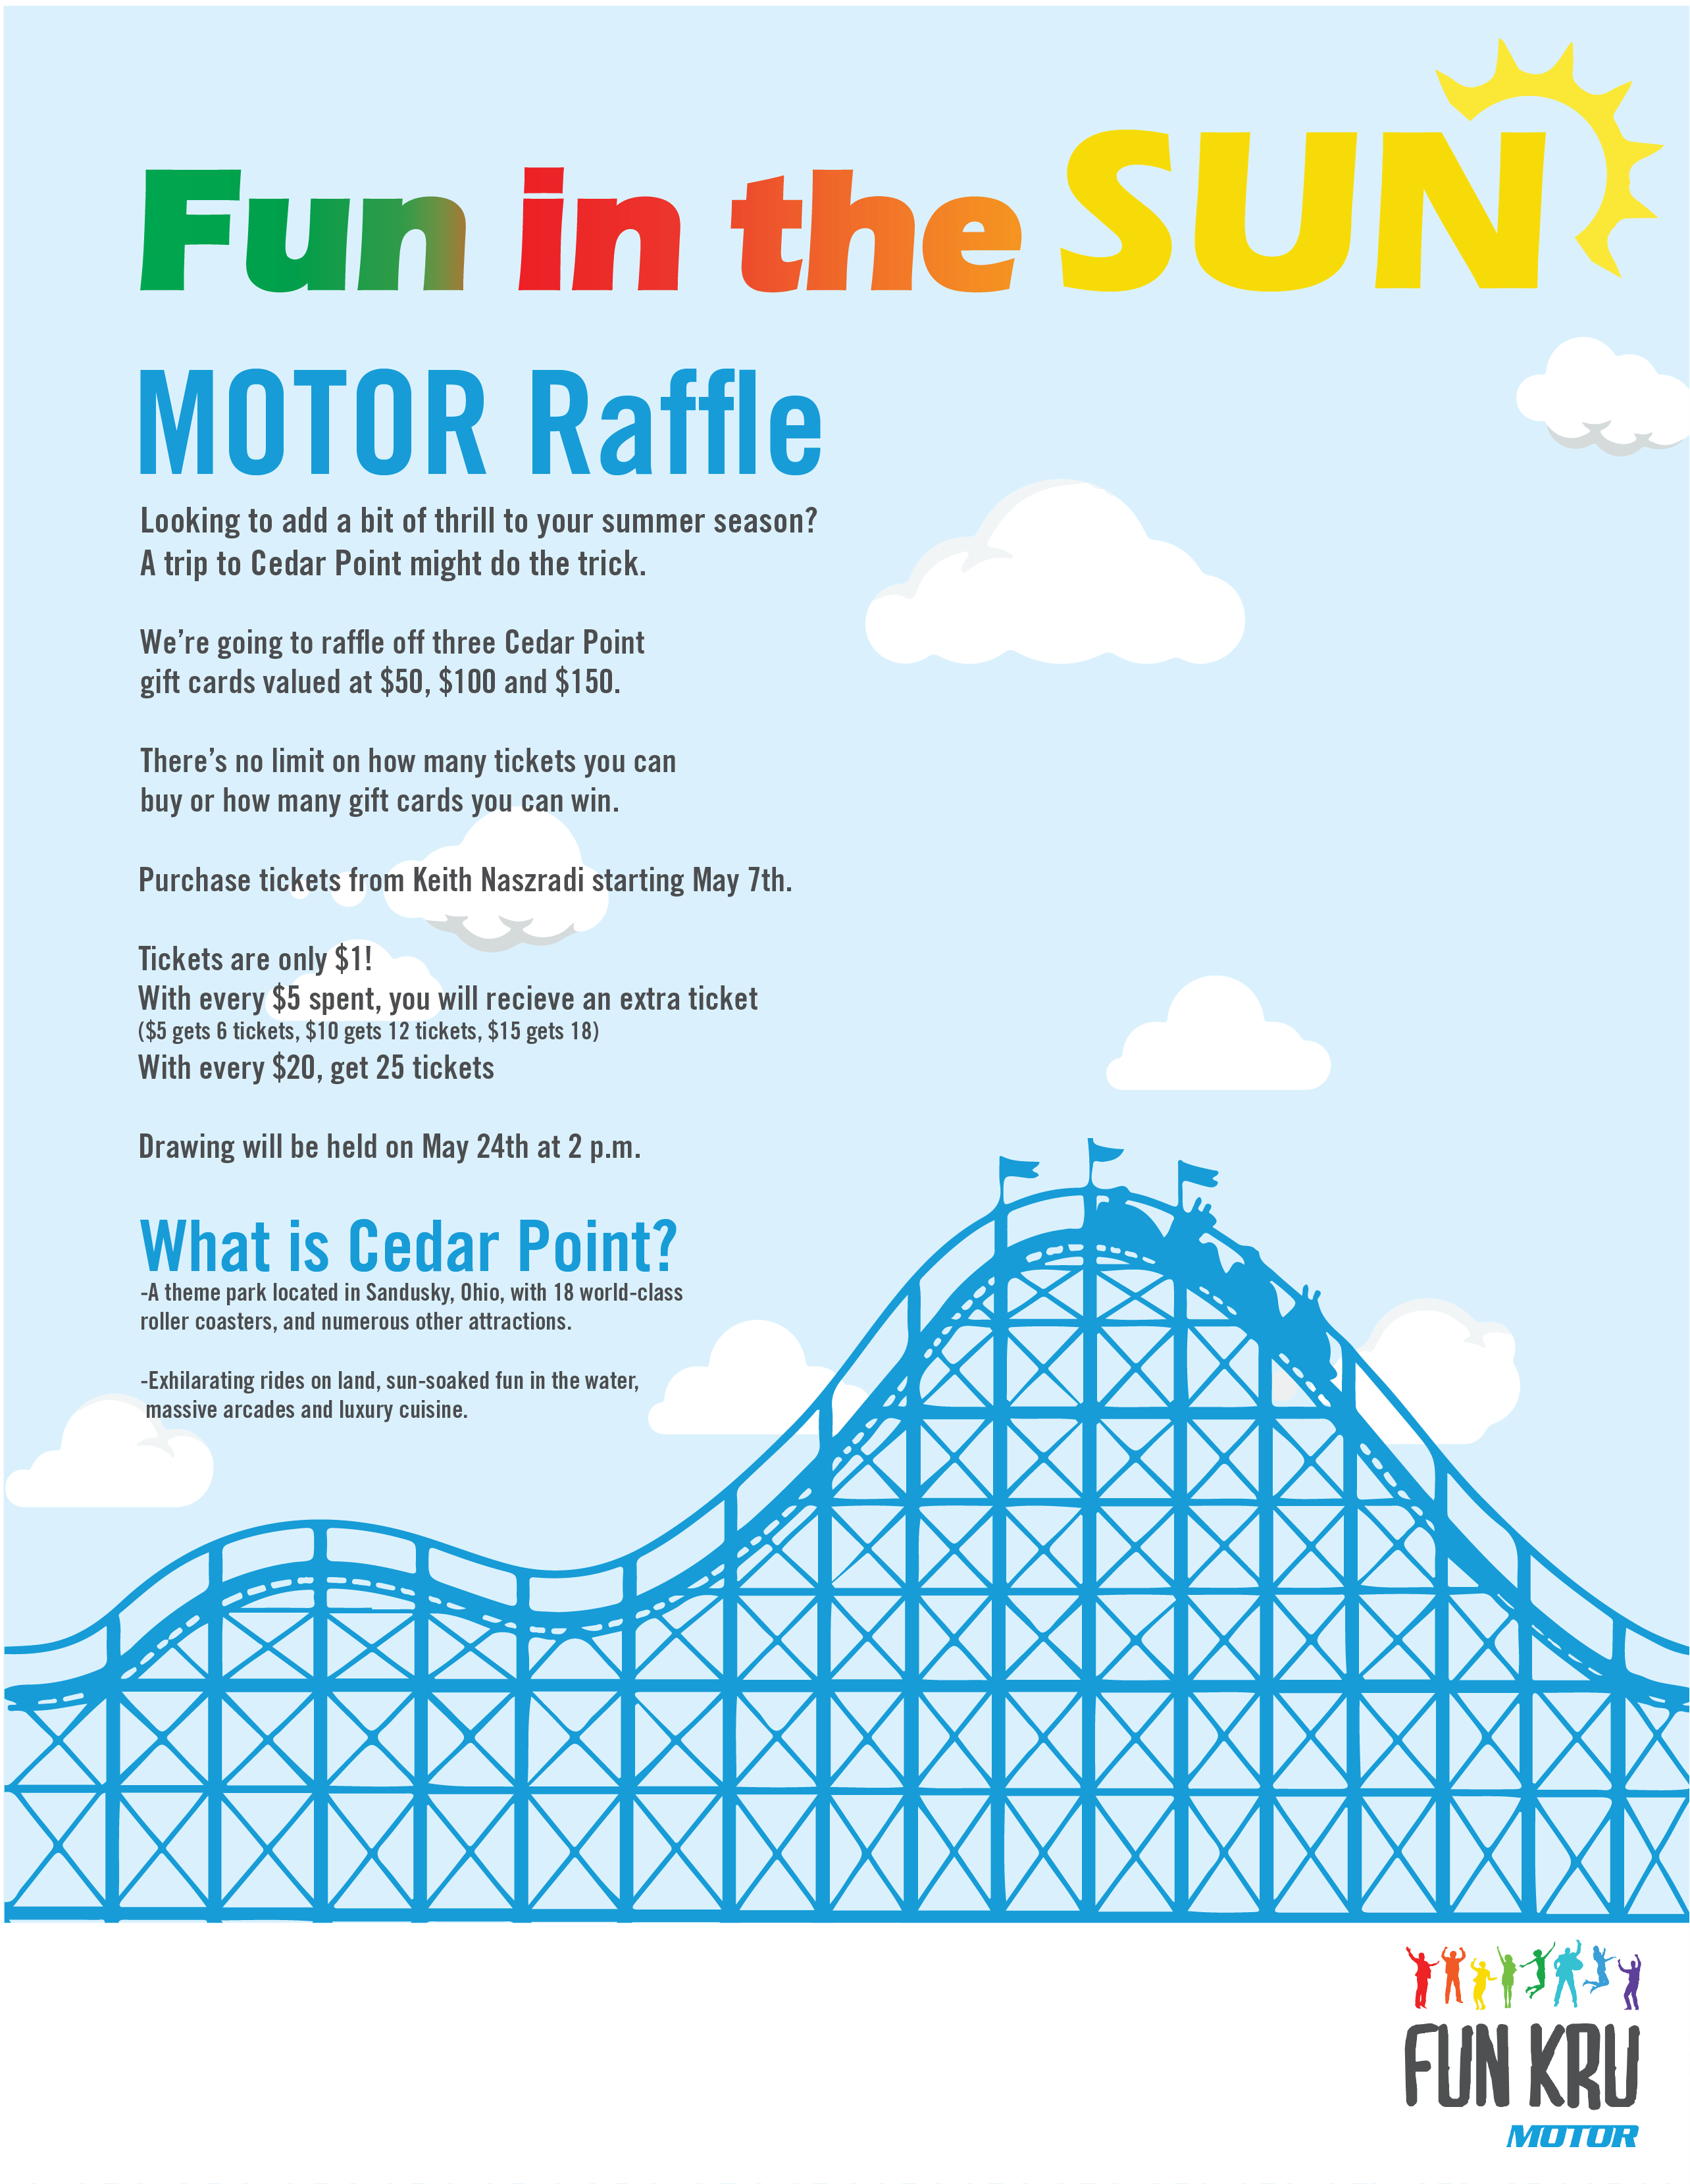 Fun in the SUN
MOTOR Raffle
Looking to add a bit of thrill to your summer season?
A trip to Cedar Point might do the trick.
We're going to raffle off three Cedar Point
gift cards valued at $50, $100 and $150.
There's no limit on how many tickets you can
buy or how many gift cards you can win.
Purchase tickets from Keith Naszradi starting May 7th.
Tickets are only $1!
With every $5 spent, you will recieve an extra ticket
($5 gets 6 tickets, $10 gets 12 tickets, $15 gets 18)
With every $20, get 25 tickets
Drawing will be held on May 24th at 2 p.m.
What is Cedar Point?
-A theme park located in Sandusky, Ohio, with 18 world-class
roller coasters, and numerous other attractions.
-Exhilarating rides on land, sun-soaked fun in the water,
massive arcades and luxury cuisine.
FUN KRU
MOTOR